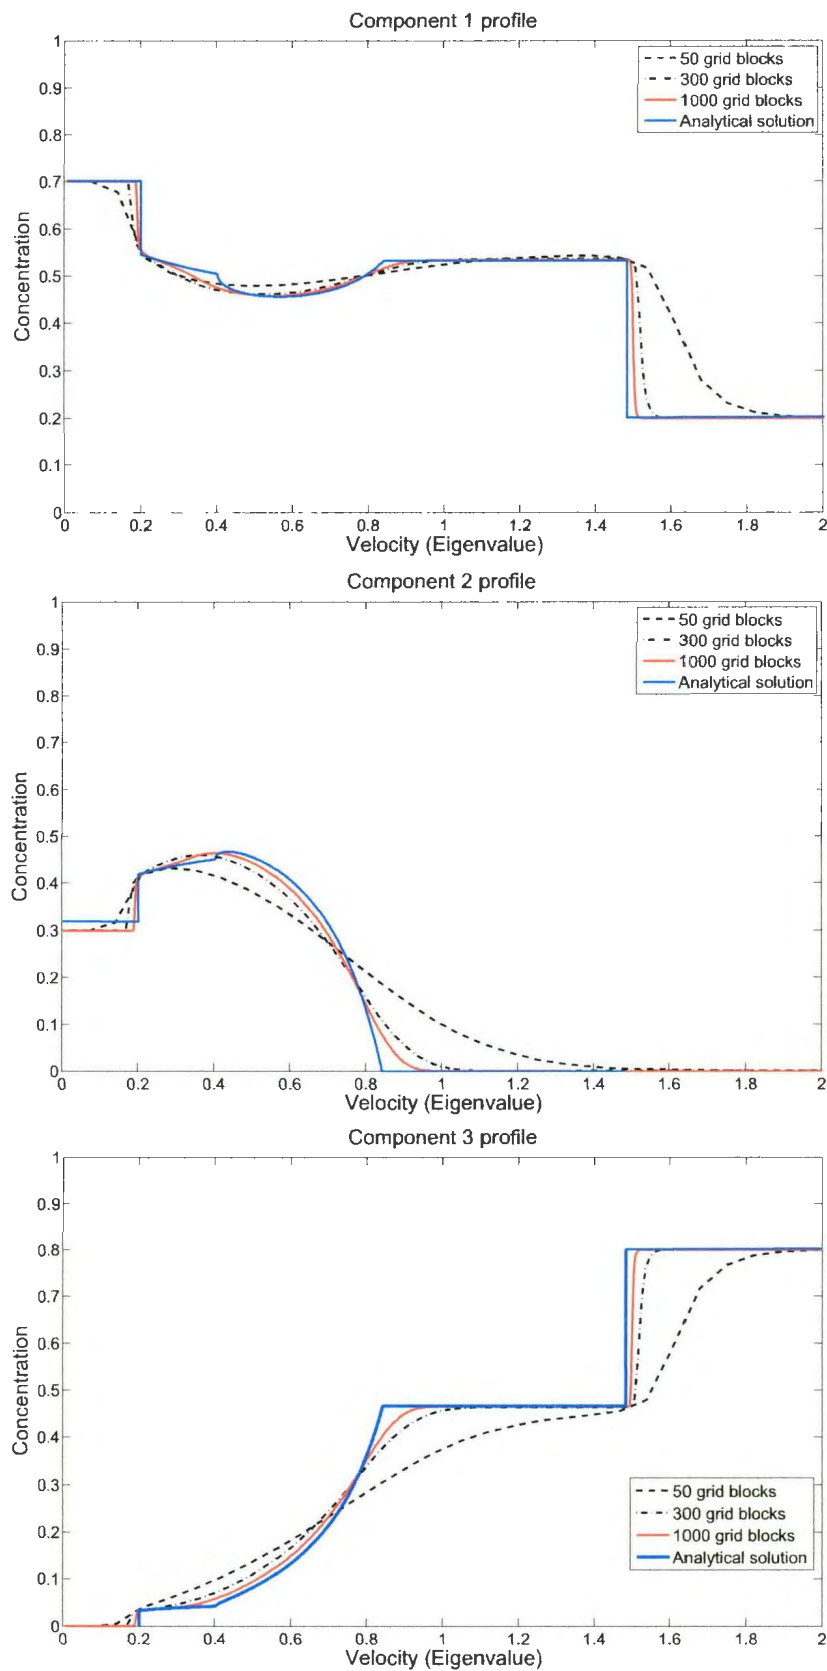 Component 1 profile
1
0.9
0.8
0.7
0.6
0.5
0.4
0.3
0.2
0.1
0
Concentration
50 grid blocks
300 grid blocks
1000 grid blocks
Analytical solution
0 0.2 0.4 0.6 0.8 1 1.2 1.4 1.6 1.8 2
Velocity (Eigenvalue)
Component 2 profile
1
0.9
0.8
0.7
0.6
0.5
0.4
0.3
0.2
0.1
0
Concentration
50 grid blocks
300 grid blocks
1000 grid blocks
Analytical solution
0 0.2 0.4 0.6 0.8 1 1.2 1.4 1.6 1.8 2
Velocity (Eigenvalue)
Component 3 profile
1
0.9
0.8
0.7
0.6
0.5
0.4
0.3
0.2
0.1
0
Concentration
50 grid blocks
300 grid blocks
1000 grid blocks
Analytical solution
0 0.2 0.4 0.6 0.8 1 1.2 1.4 1.6 1.8 2
Velocity (Eigenvalue)